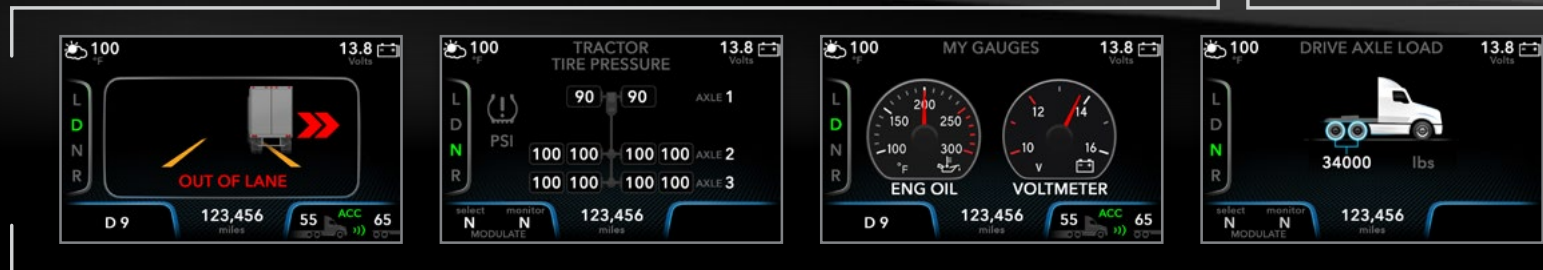 100
°F
13.8
Volts
L
D
N
R
OUT OF LANE
D 9
123,456
miles
55
ACC
65
100
°F
TRACTOR
TIRE PRESSURE
13.8
Volts
L
D
N
R
PSI
90 90 AXLE 1
100 100 100 100 AXLE 2
100 100 100 100 AXLE 3
select monitor
N N
MODULATE
123,456
miles
100
°F
MY GAUGES
13.8
Volts
L
D
N
R
100 150 200 250 300
°F
ENG OIL
10 12 14 16
V
VOLTMETER
D 9
123,456
miles
55
ACC
65
100
°F
DRIVE AXLE LOAD
13.8
Volts
L
D
N
R
34000 lbs
select monitor
N N
MODULATE
123,456
miles